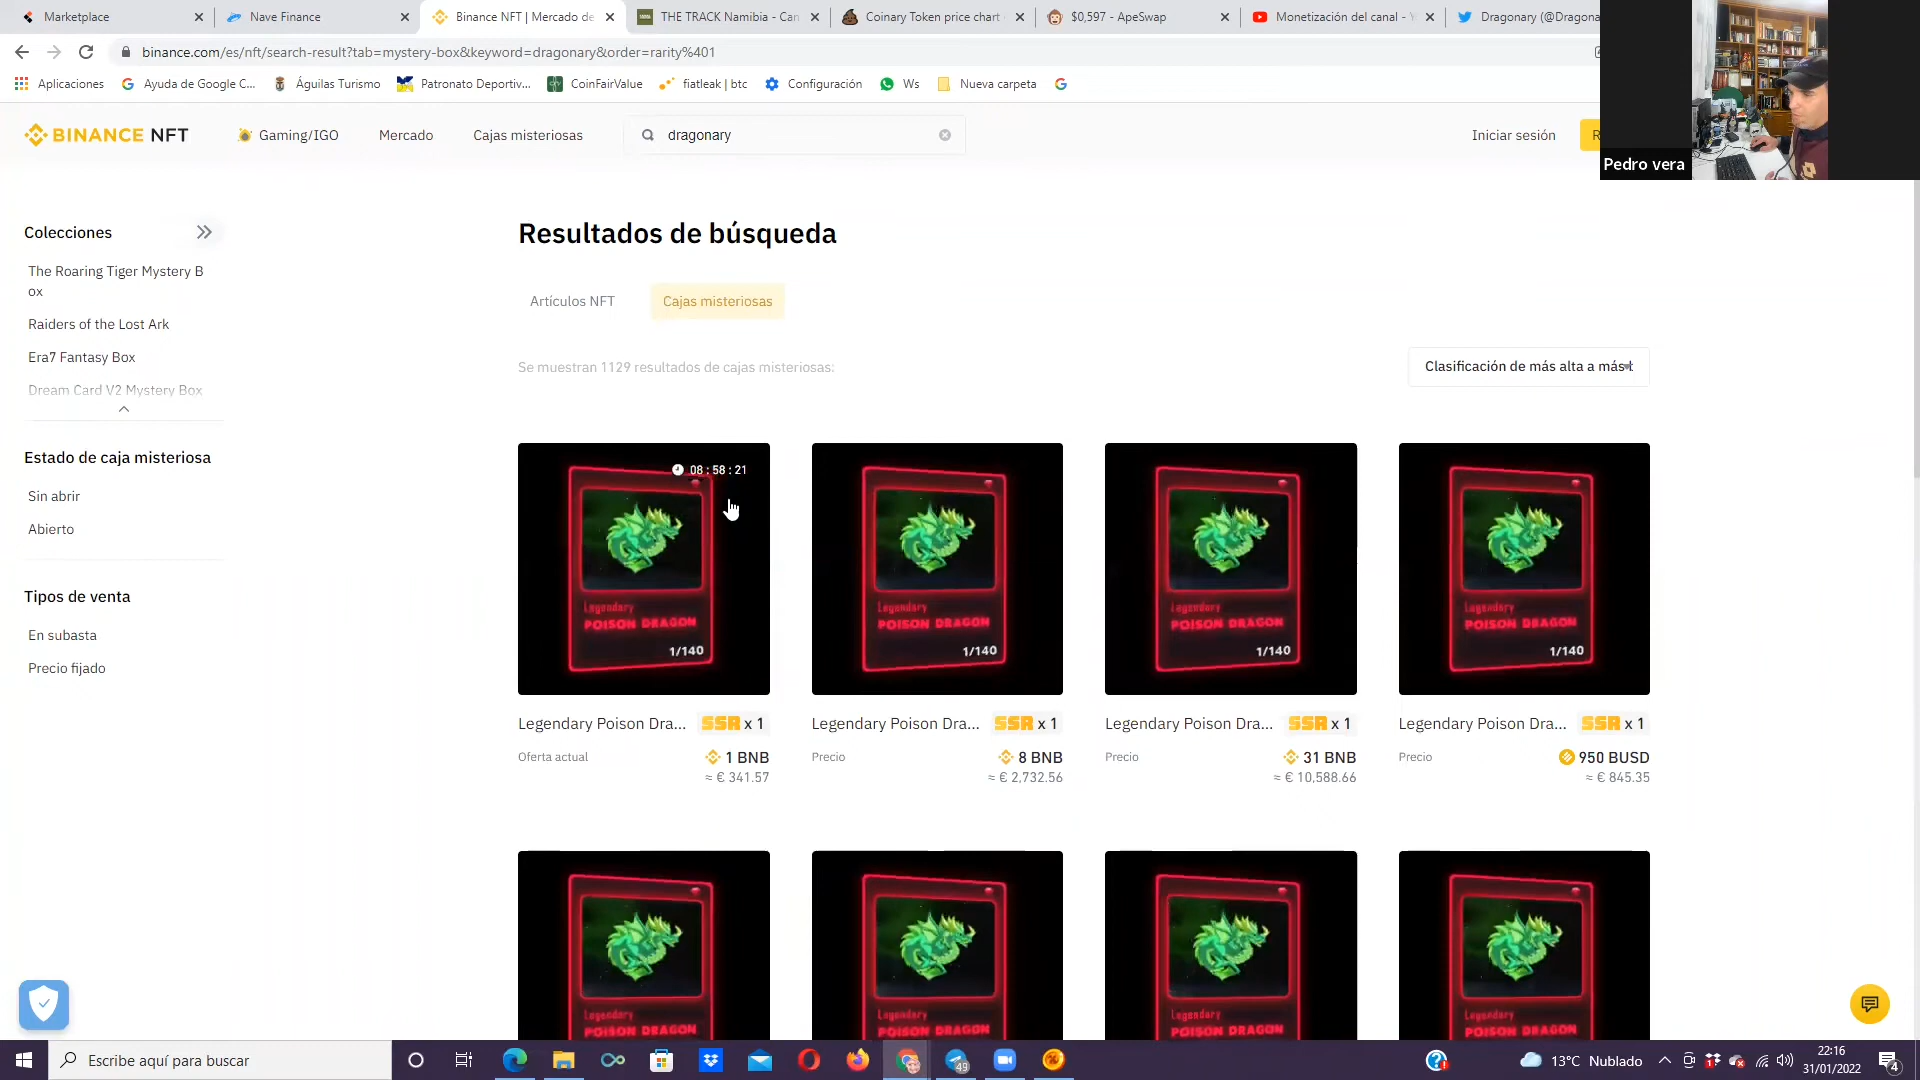 Marketplace
Nave Finance
Binance NFT | Mercado de
THE TRACK Namibia - Can
Coinary Token price chart
$0,597 - ApeSwap
Monetización del canal - Y
Dragonary (@Dragona
binance.com/es/nft/search-result?tab=mystery-box&keyword=dragonary&order=rarity%401
Aplicaciones
Ayuda de Google C...
Águilas Turismo
Patronato Deportiv...
CoinFairValue
fiatleak | btc
Configuración
Ws
Nueva carpeta
BINANCE NFT
Gaming/IGO
Mercado
Cajas misteriosas
dragonary
Iniciar sesión
R
Pedro vera
Colecciones
The Roaring Tiger Mystery B
ox
Raiders of the Lost Ark
Era7 Fantasy Box
Dream Card V2 Mystery Box
Estado de caja misteriosa
Sin abrir
Abierto
Tipos de venta
En subasta
Precio fijado
Resultados de búsqueda
Artículos NFT
Cajas misteriosas
Se muestran 1129 resultados de cajas misteriosas:
Clasificación de más alta a más
08 : 58 : 21
Legendary
POISON DRAGON
1/140
Legendary
POISON DRAGON
1/140
Legendary
POISON DRAGON
1/140
Legendary
POISON DRAGON
1/140
Legendary Poison Dra... SSR x 1
Oferta actual 1 BNB
≈ € 341.57
Legendary Poison Dra... SSR x 1
Precio 8 BNB
≈ € 2,732.56
Legendary Poison Dra... SSR x 1
Precio 31 BNB
≈ € 10,588.66
Legendary Poison Dra... SSR x 1
Precio 950 BUSD
≈ € 845.35
Legendary
POISON DRAGON
Legendary
POISON DRAGON
Legendary
POISON DRAGON
Legendary
POISON DRAGON
Escribe aquí para buscar
49
13°C Nublado
22:16
31/01/2022
4